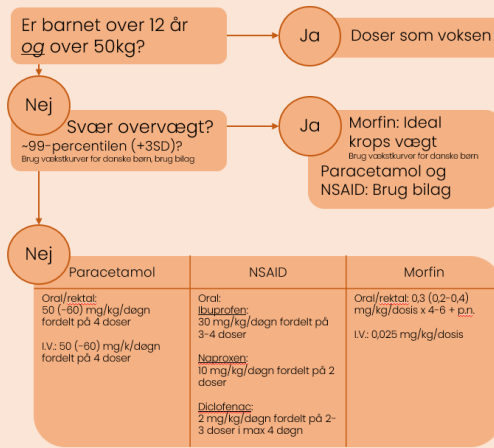 Er barnet over 12 år
og over 50kg?
Ja
Doser som voksen
Nej
Svær overvægt?
~99-percentilen (+3SD)?
Brug vækstkurver for danske børn, brug bilag
Ja
Morfin: Ideal
krops vægt
Brug vækstkurver for danske børn
Paracetamol og
NSAID: Brug bilag
Nej
Paracetamol
NSAID
Morfin
Oral/rektal:
50 (-60) mg/kg/døgn
fordelt på 4 doser
I.V.: 50 (-60) mg/k/døgn
fordelt på 4 doser
Oral:
Ibuprofen:
30 mg/kg/døgn fordelt på
3-4 doser
Naproxen:
10 mg/kg/døgn fordelt på 2
doser
Diclofenac:
2 mg/kg/døgn fordelt på 2-
3 doser i max 4 døgn
Oral/rektal: 0,3 (0,2-0,4)
mg/kg/dosis x 4-6 + p.n.
I.V.: 0,025 mg/kg/dosis